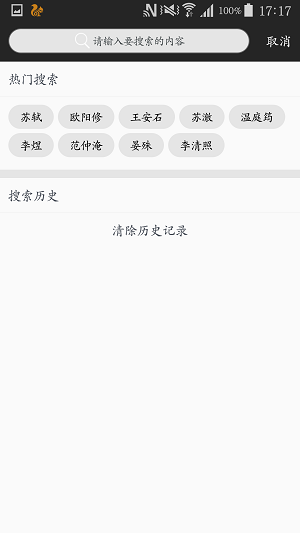 100% 17:17
请输入要搜索的内容 取消
热门搜索
苏轼 欧阳修 王安石 苏澈 温庭筠
李煜 范仲淹 晏殊 李清照
搜索历史
清除历史记录